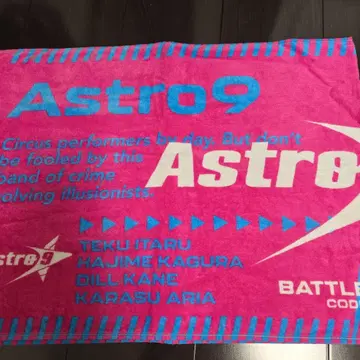 Astro9
Circus performers by day. But don't
be fooled by this
band of crime
solving illusionists
Astro
Astro9
TEKU ITARU
HAJIME KAGURA
GILL KANE
KARASU ARIA
BATTLE
COD